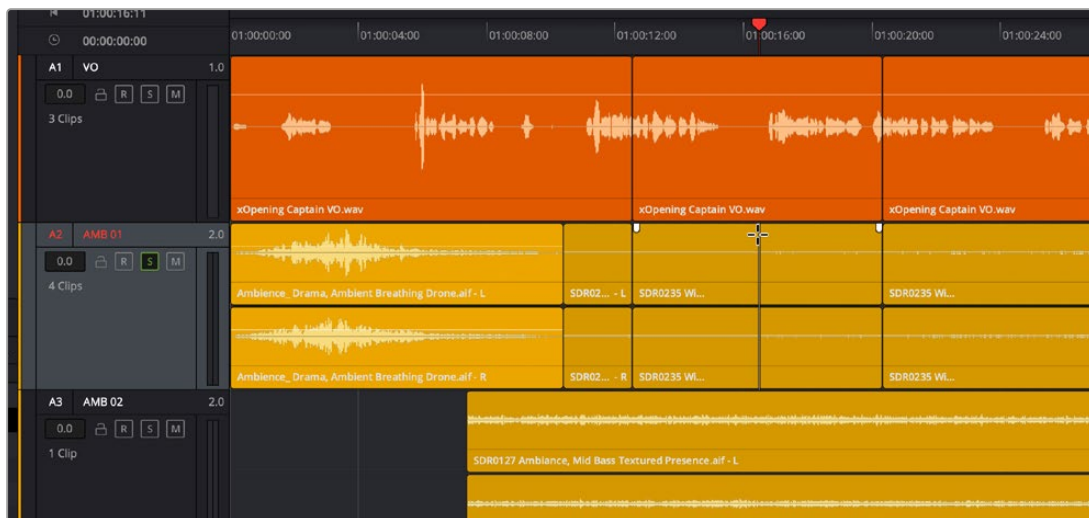 01:00:16:11
00:00:00:00
01:00:00:00 01:00:04:00 01:00:08:00 01:00:12:00 01:00:16:00 01:00:20:00 01:00:24:00
A1 VO 1.0
0.0 R S M
3 Clips
xOpening Captain VO.wav xOpening Captain VO.wav xOpening Captain VO.wav
A2 AMB 01 2.0
0.0 R S M
4 Clips
Ambience_ Drama, Ambient Breathing Drone.aif - L SDR02... - L SDR0235 Wi... SDR0235 Wi...
Ambience_ Drama, Ambient Breathing Drone.aif - R SDR02... - R SDR0235 Wi... SDR0235 Wi...
A3 AMB 02 2.0
0.0 R S M
1 Clip
SDR0127 Ambiance, Mid Bass Textured Presence.aif - L